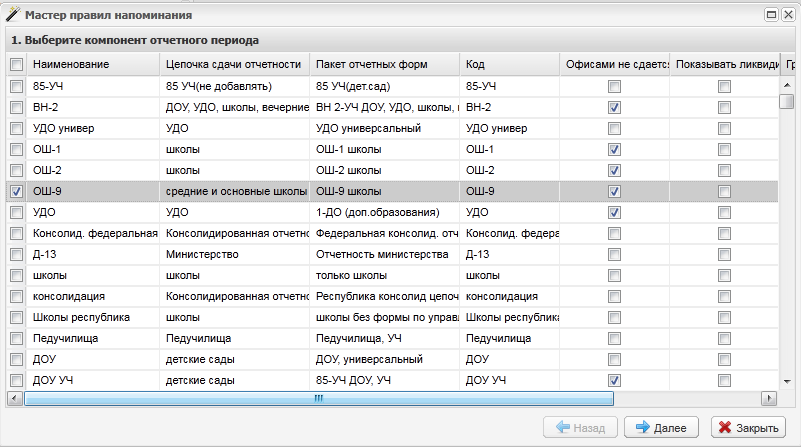 Мастер правил напоминания
1. Выберите компонент отчетного периода
Наименование Цепочка сдачи отчетности Пакет отчетных форм Код Офисами не сдается Показывать ликвиди Гр
85-УЧ 85 УЧ(не добавлять) 85 УЧ(дет.сад) 85-УЧ
ВН-2 ДОУ, УДО, школы, вечерние ВН 2-УЧ ДОУ, УДО, школы, ВН-2
УДО универ УДО УДО универсальный УДО универ
ОШ-1 школы ОШ-1 школы ОШ-1
ОШ-2 школы ОШ-2 школы ОШ-2
ОШ-9 средние и основные школы ОШ-9 школы ОШ-9
УДО УДО 1-ДО (доп.образования) УДО
Консолид. федеральная Консолидированная отчетно Федеральная консолид. отч Консолид. федера
Д-13 Министерство Отчетность министерства Д-13
школы школы только школы школы
консолидация Консолидированная отчетно Республика консолид цепоч консолидация
Школы республика школы школы без формы по управл Школы республика
Педучилища Педучилища Педучилища, УЧ Педучилища
ДОУ детские сады ДОУ, универсальный ДОУ
ДОУ УЧ детские сады 85-УЧ ДОУ, УЧ ДОУ УЧ
Назад Далее Закрыть